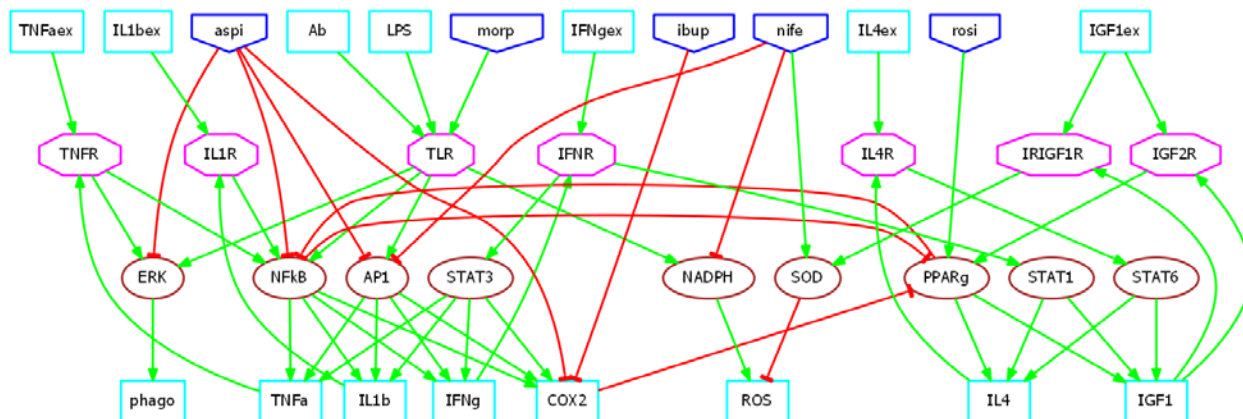 TNFaex IL1bex aspi Ab LPS morp IFNgex ibup nife IL4ex rosi IGF1ex
TNFR IL1R TLR IFNR IL4R IRIGF1R IGF2R
ERK NFkB AP1 STAT3 NADPH SOD PPARg STAT1 STAT6
phago TNFa IL1b IFNg COX2 ROS IL4 IGF1